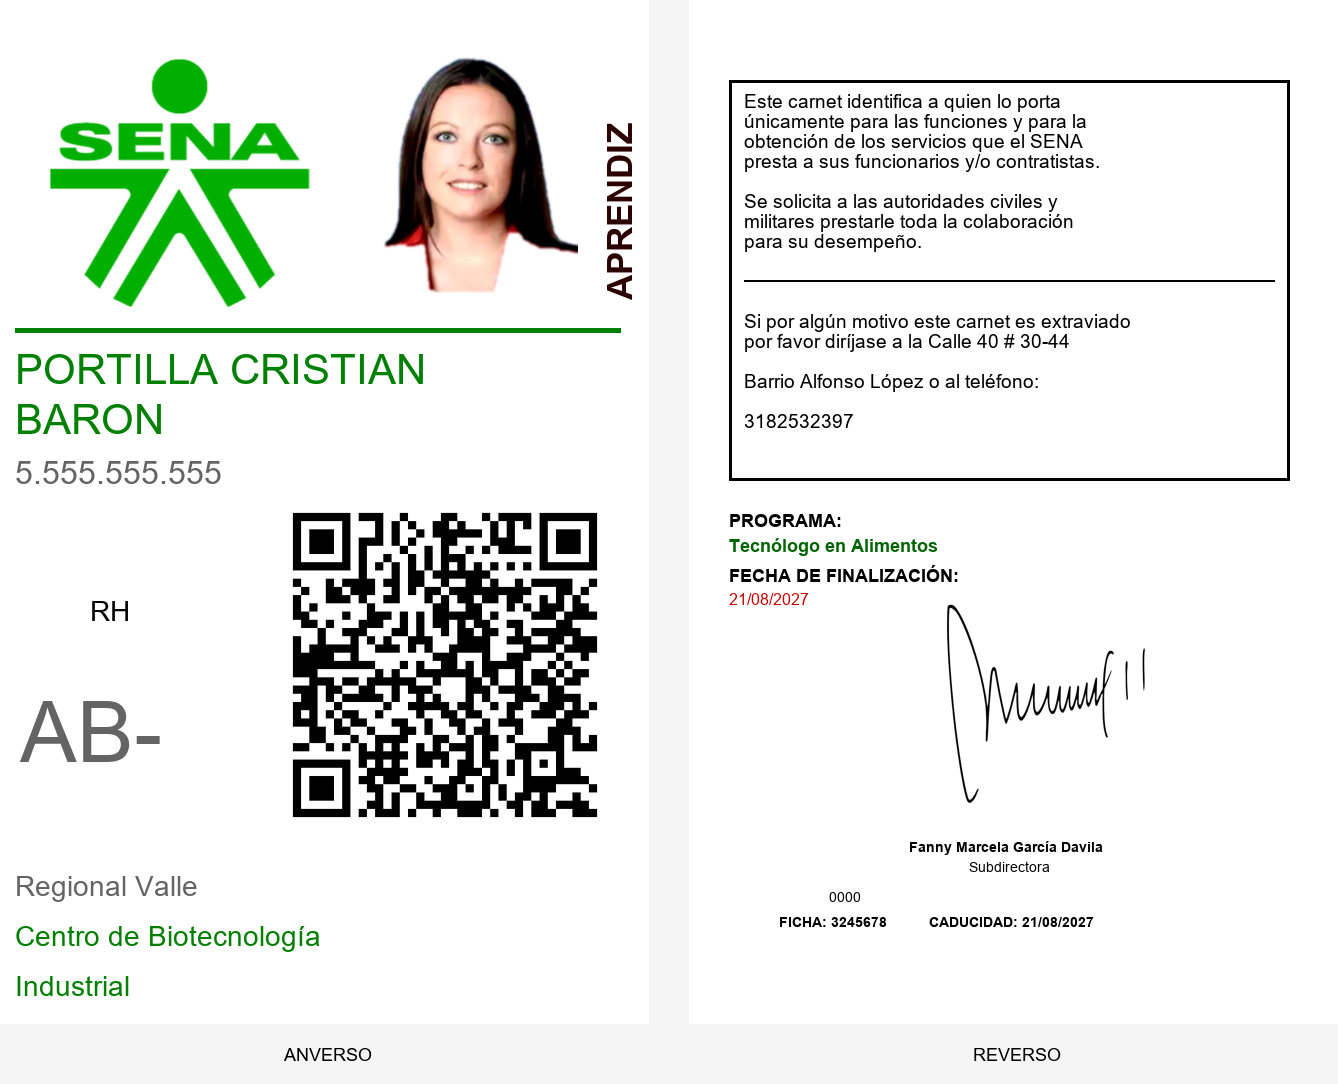 SENA
APRENDIZ
PORTILLA CRISTIAN
BARON
5.555.555.555
RH
AB-
Regional Valle
Centro de Biotecnología
Industrial
ANVERSO
Este carnet identifica a quien lo porta
únicamente para las funciones y para la
obtención de los servicios que el SENA
presta a sus funcionarios y/o contratistas.
Se solicita a las autoridades civiles y
militares prestarle toda la colaboración
para su desempeño.
Si por algún motivo este carnet es extraviado
por favor diríjase a la Calle 40 # 30-44
Barrio Alfonso López o al teléfono:
3182532397
PROGRAMA:
Tecnólogo en Alimentos
FECHA DE FINALIZACIÓN:
21/08/2027
Fanny Marcela García Davila
Subdirectora
0000
FICHA: 3245678 CADUCIDAD: 21/08/2027
REVERSO